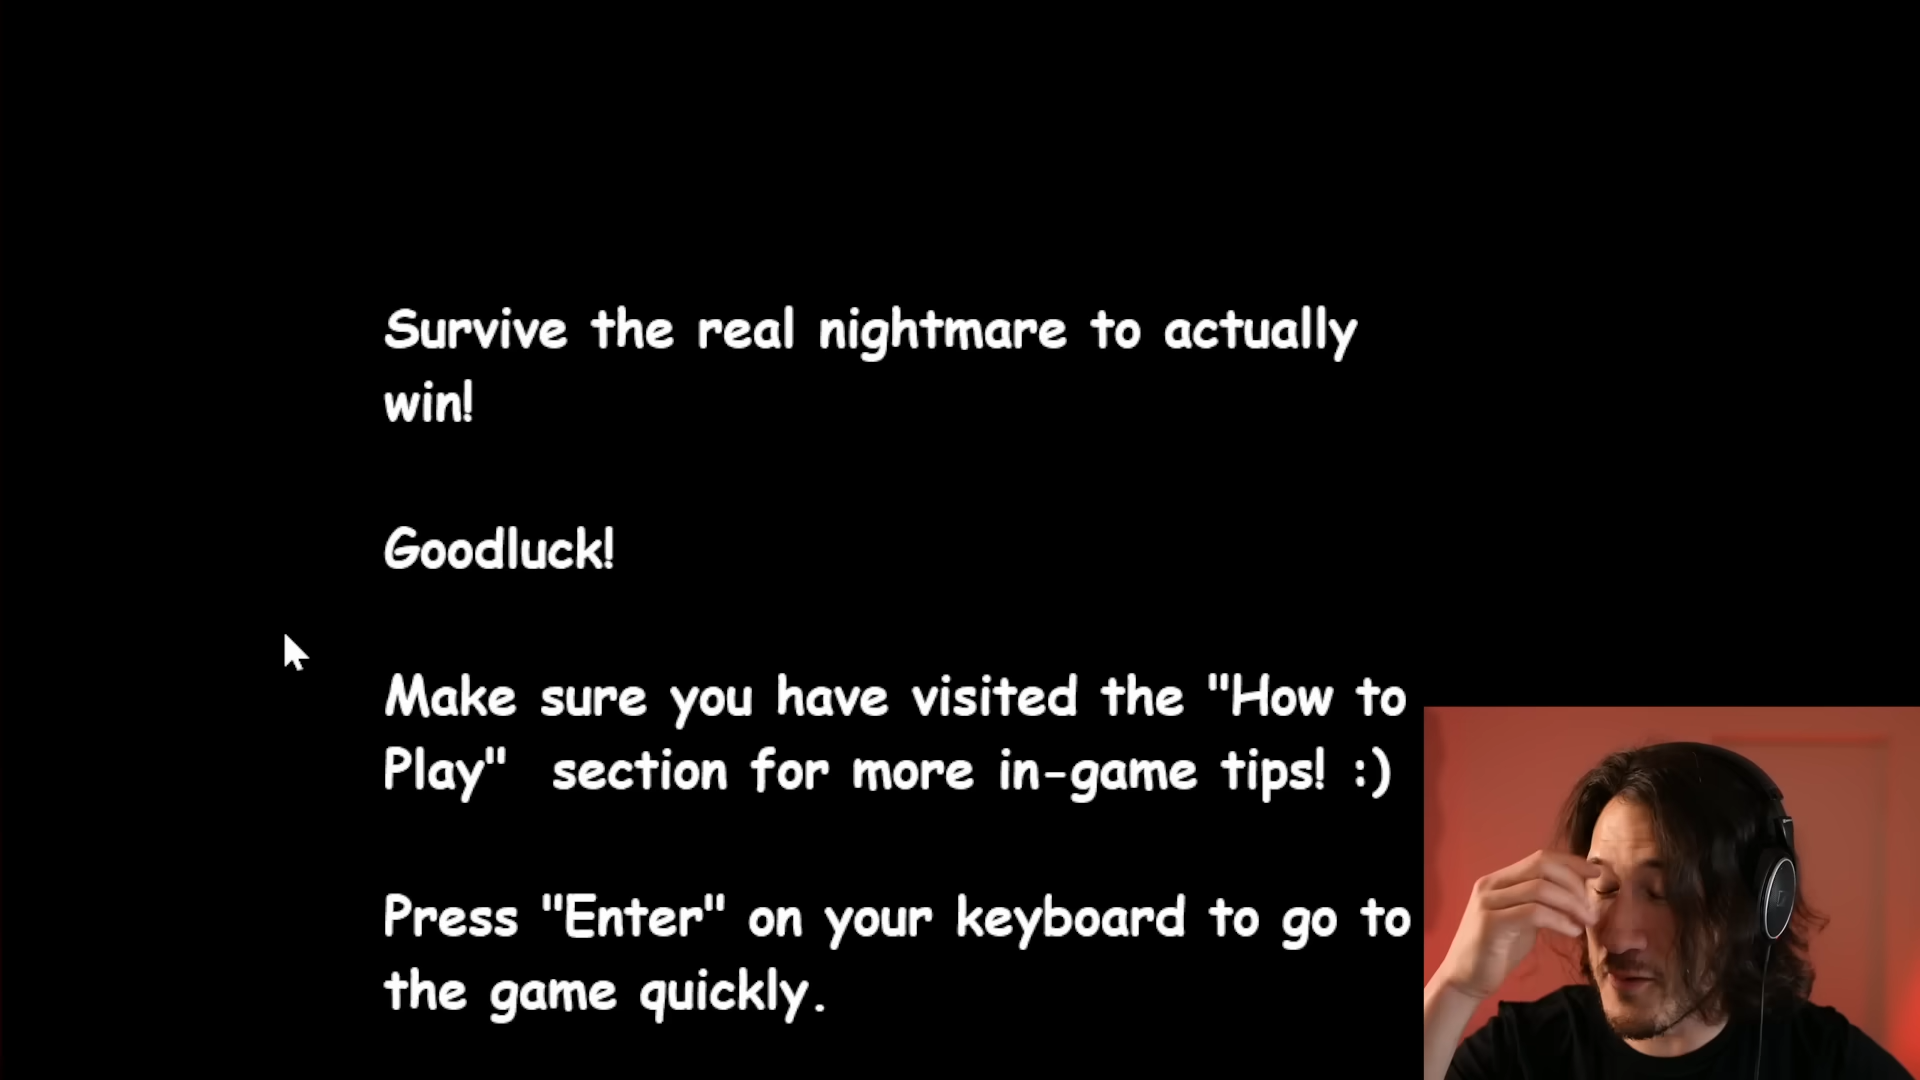 Survive the real nightmare to actually
win!
Goodluck!
Make sure you have visited the "How to
Play"  section for more in-game tips! :)
Press "Enter" on your keyboard to go to
the game quickly.